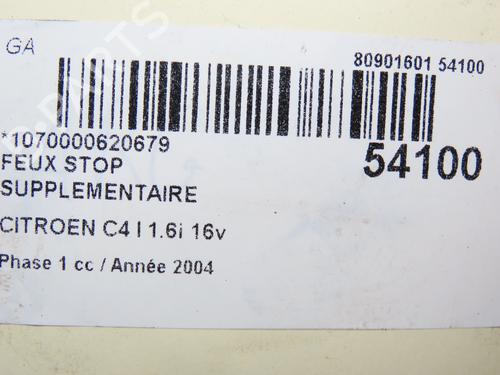 GA
80901601 54100
*1070000620679
54100
FEUX STOP
SUPPLEMENTAIRE
CITROEN C4 I 1.6i 16v
Phase 1 cc / Année 2004